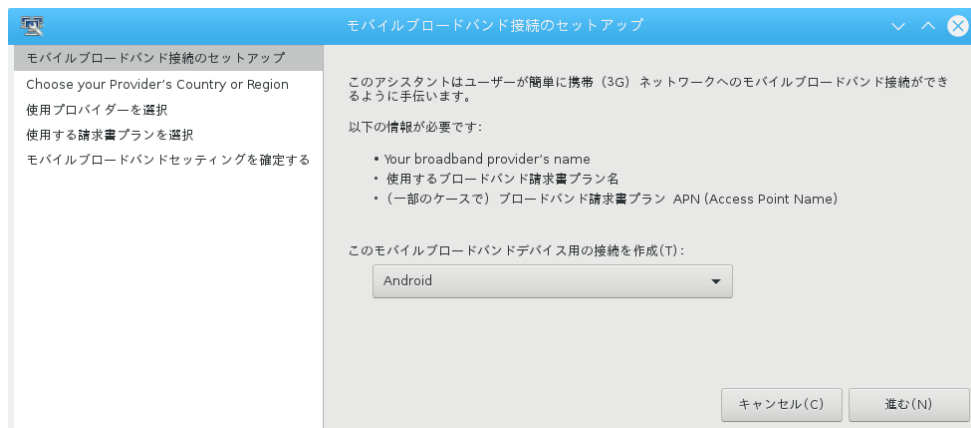 モバイルブロードバンド接続のセットアップ
モバイルブロードバンド接続のセットアップ
Choose your Provider's Country or Region
使用プロバイダーを選択
使用する請求書プランを選択
モバイルブロードバンドセッティングを確定する
このアシスタントはユーザーが簡単に携帯（3G）ネットワークへのモバイルブロードバンド接続ができ
るように手伝います。
以下の情報が必要です:
• Your broadband provider's name
• 使用するブロードバンド請求書プラン名
•（一部のケースで）ブロードバンド請求書プラン APN (Access Point Name)
このモバイルブロードバンドデバイス用の接続を作成(T):
Android
キャンセル(C)
進む(N)